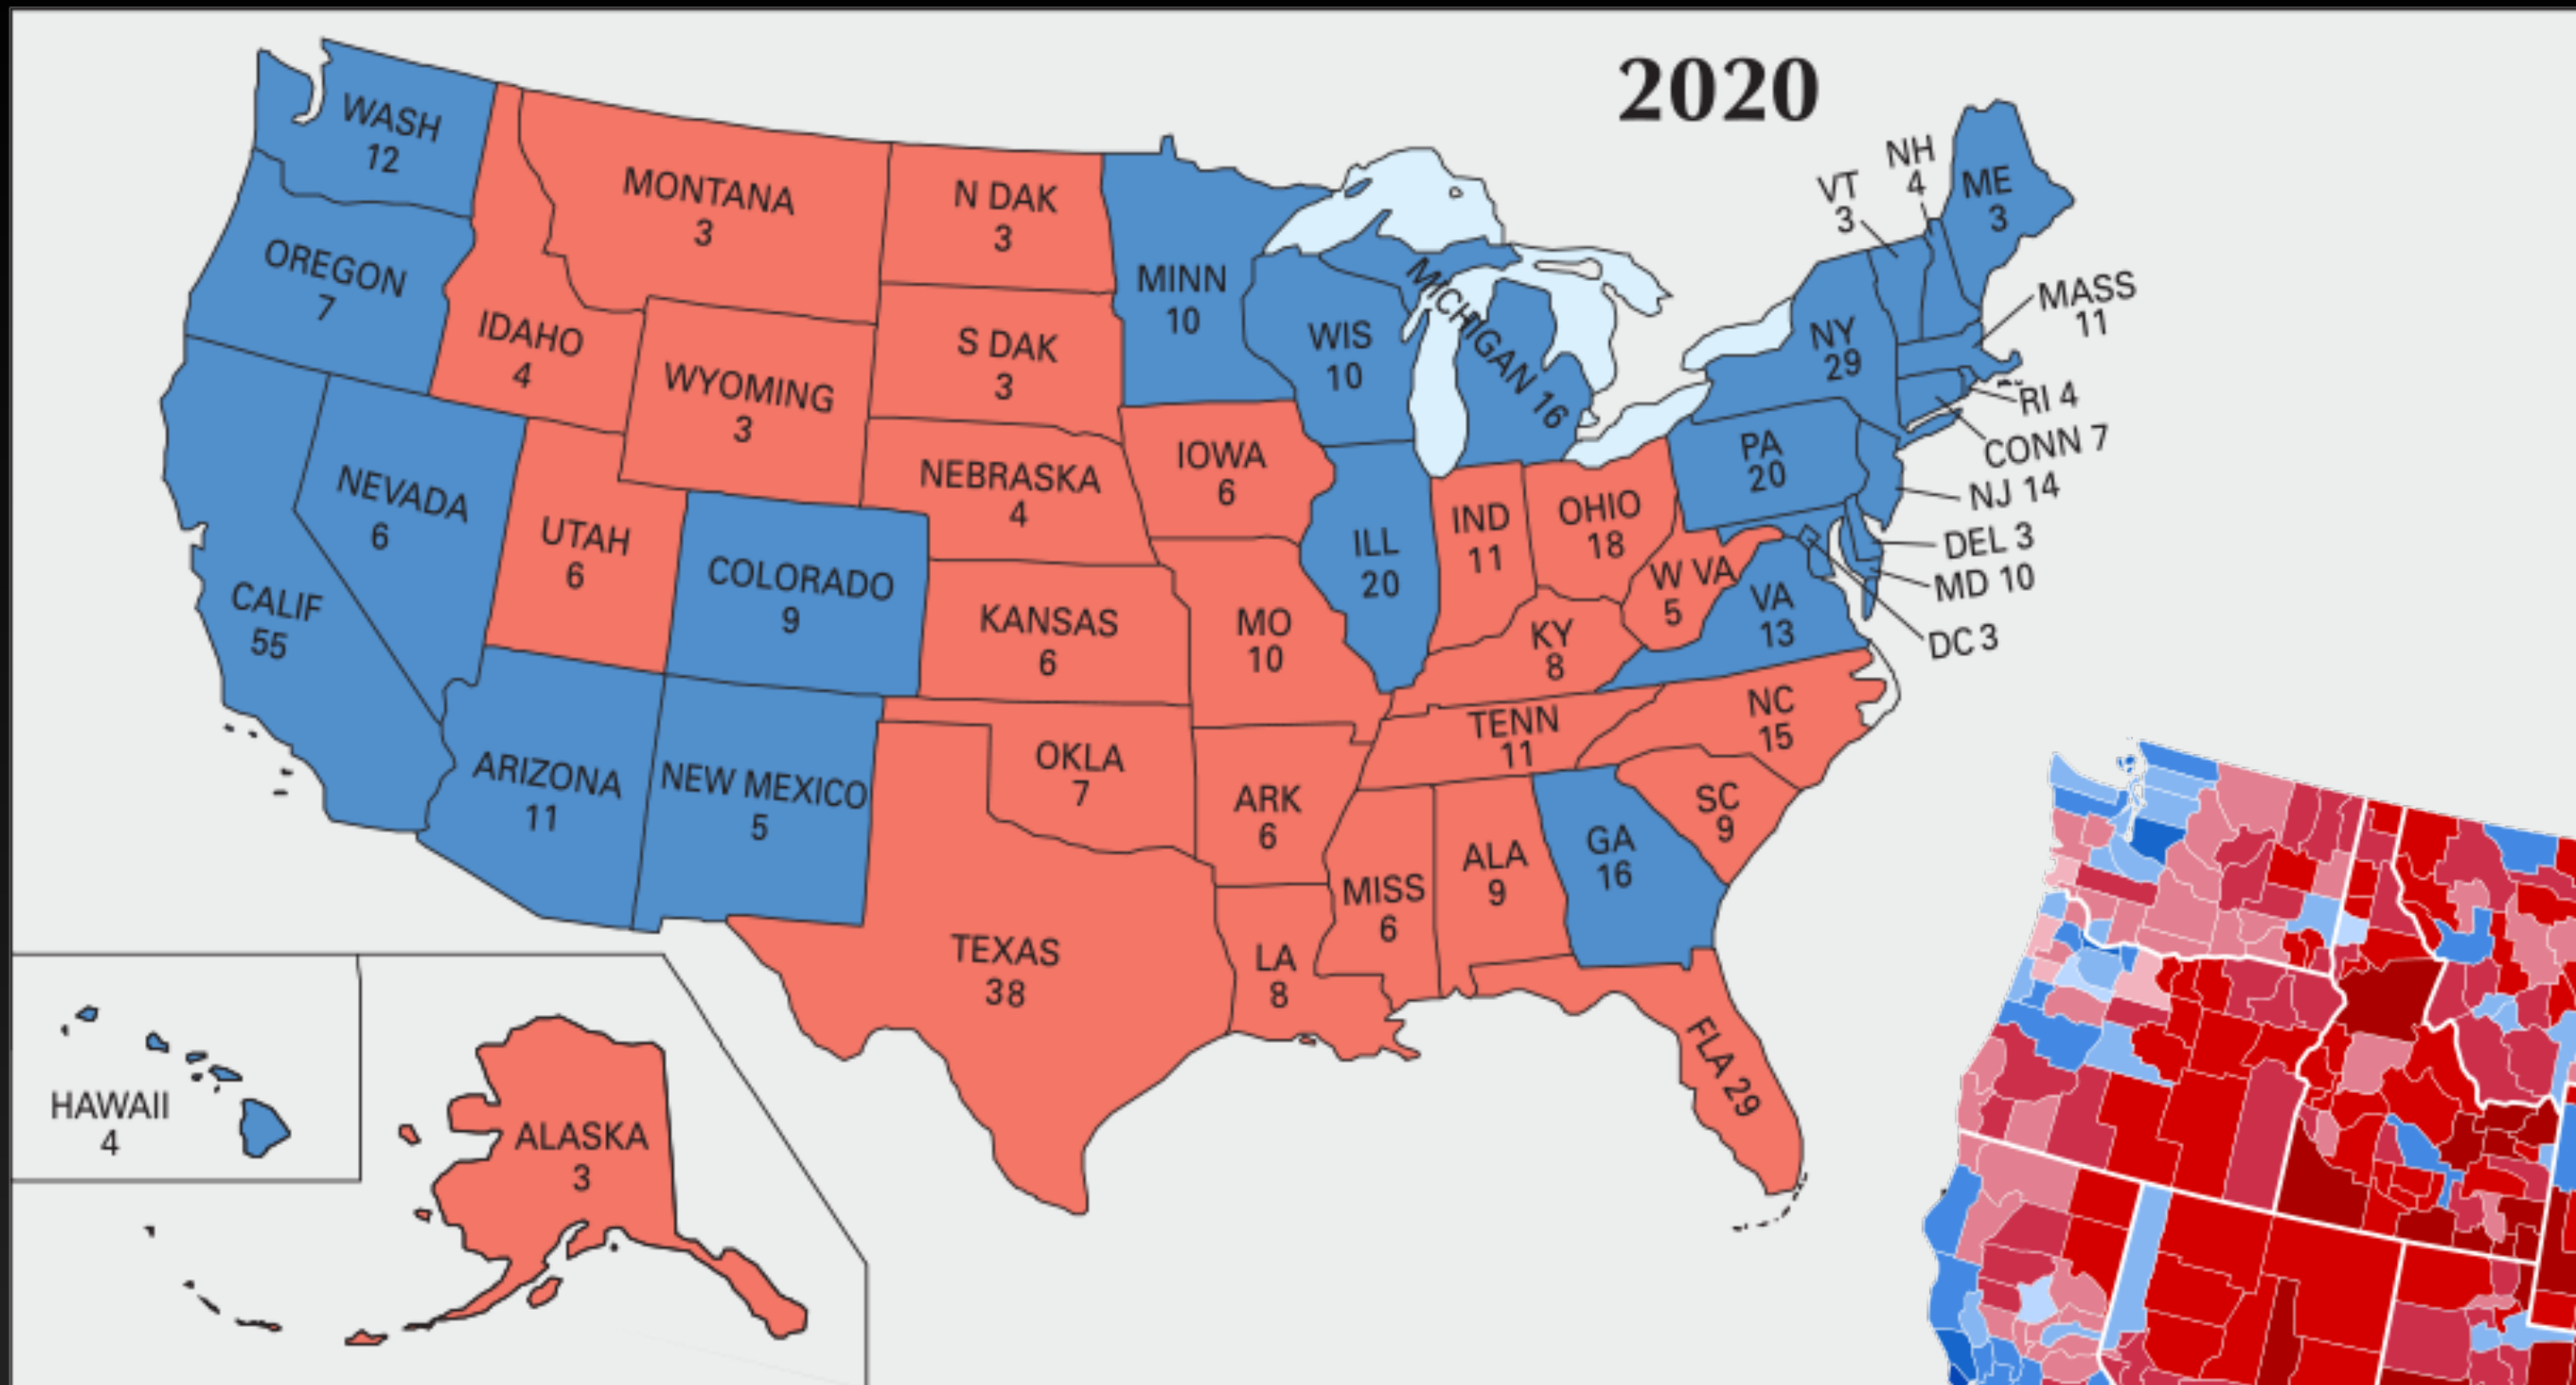 2020
WASH
12
OREGON
7
CALIF
55
NEVADA
6
IDAHO
4
MONTANA
3
WYOMING
3
UTAH
6
COLORADO
9
ARIZONA
11
NEW MEXICO
5
N DAK
3
S DAK
3
NEBRASKA
4
KANSAS
6
OKLA
7
TEXAS
38
MINN
10
IOWA
6
MO
10
ARK
6
LA
8
WIS
10
ILL
20
MICHIGAN 16
IND
11
OHIO
18
KY
8
TENN
11
MISS
6
ALA
9
GA
16
FLA 29
SC
9
NC
15
VA
13
W VA
5
PA
20
NY
29
VT
3
NH
4
ME
3
MASS
11
RI 4
CONN 7
NJ 14
DEL 3
MD 10
DC 3
HAWAII
4
ALASKA
3